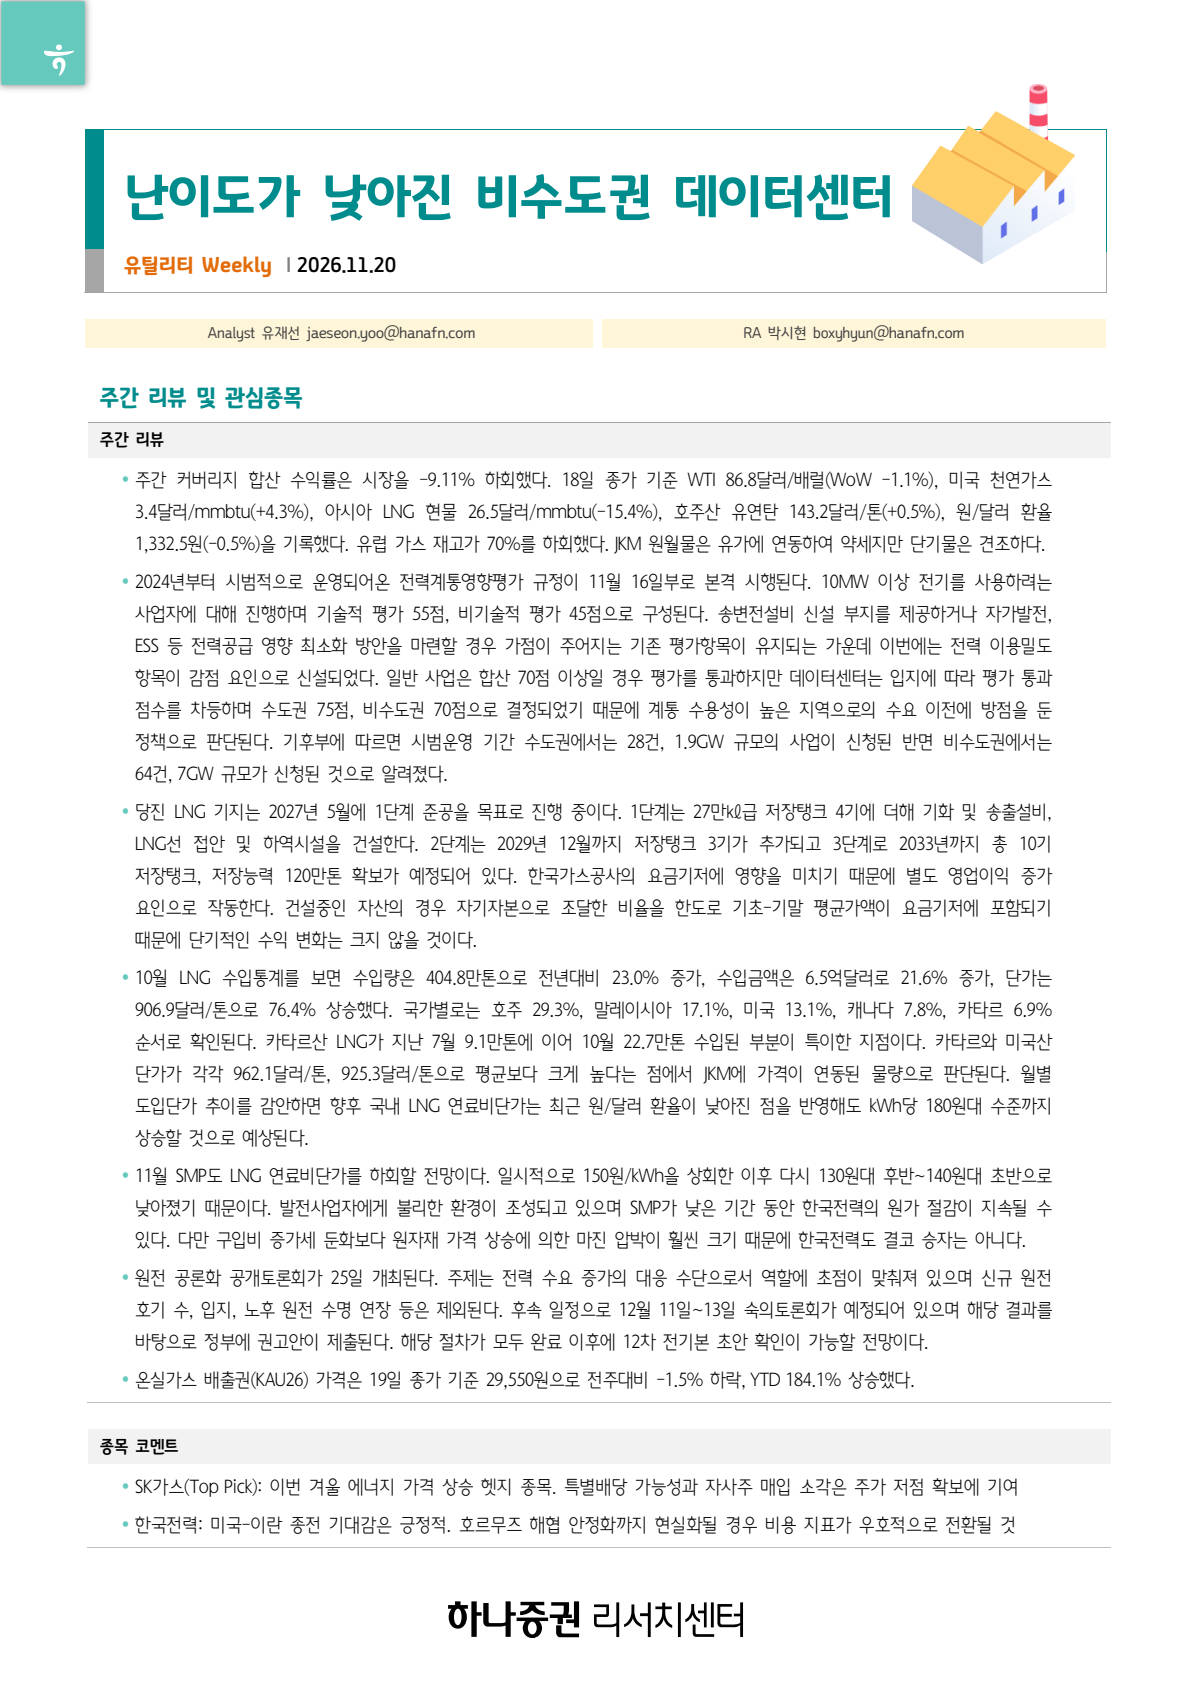 난이도가 낮아진 비수도권 데이터센터
유틸리티 Weekly | 2026.11.20
Analyst 유재선 jaeseon.yoo@hanafn.com
RA 박시현 boxyhyun@hanafn.com
주간 리뷰 및 관심종목
주간 리뷰
• 주간 커버리지 합산 수익률은 시장을 -9.11% 하회했다. 18일 종가 기준 WTI 86.8달러/배럴(WoW -1.1%), 미국 천연가스
3.4달러/mmbtu(+4.3%), 아시아 LNG 현물 26.5달러/mmbtu(-15.4%), 호주산 유연탄 143.2달러/톤(+0.5%), 원/달러 환율
1,332.5원(-0.5%)을 기록했다. 유럽 가스 재고가 70%를 하회했다. JKM 원월물은 유가에 연동하여 약세지만 단기물은 견조하다.
• 2024년부터 시범적으로 운영되어온 전력계통영향평가 규정이 11월 16일부로 본격 시행된다. 10MW 이상 전기를 사용하려는
사업자에 대해 진행하며 기술적 평가 55점, 비기술적 평가 45점으로 구성된다. 송변전설비 신설 부지를 제공하거나 자가발전,
ESS 등 전력공급 영향 최소화 방안을 마련할 경우 가점이 주어지는 기존 평가항목이 유지되는 가운데 이번에는 전력 이용밀도
항목이 감점 요인으로 신설되었다. 일반 사업은 합산 70점 이상일 경우 평가를 통과하지만 데이터센터는 입지에 따라 평가 통과
점수를 차등하며 수도권 75점, 비수도권 70점으로 결정되었기 때문에 계통 수용성이 높은 지역으로의 수요 이전에 방점을 둔
정책으로 판단된다. 기후부에 따르면 시범운영 기간 수도권에서는 28건, 1.9GW 규모의 사업이 신청된 반면 비수도권에서는
64건, 7GW 규모가 신청된 것으로 알려졌다.
• 당진 LNG 기지는 2027년 5월에 1단계 준공을 목표로 진행 중이다. 1단계는 27만㎘급 저장탱크 4기에 더해 기화 및 송출설비,
LNG선 접안 및 하역시설을 건설한다. 2단계는 2029년 12월까지 저장탱크 3기가 추가되고 3단계로 2033년까지 총 10기
저장탱크, 저장능력 120만톤 확보가 예정되어 있다. 한국가스공사의 요금기저에 영향을 미치기 때문에 별도 영업이익 증가
요인으로 작동한다. 건설중인 자산의 경우 자기자본으로 조달한 비율을 한도로 기초-기말 평균가액이 요금기저에 포함되기
때문에 단기적인 수익 변화는 크지 않을 것이다.
• 10월 LNG 수입통계를 보면 수입량은 404.8만톤으로 전년대비 23.0% 증가, 수입금액은 6.5억달러로 21.6% 증가, 단가는
906.9달러/톤으로 76.4% 상승했다. 국가별로는 호주 29.3%, 말레이시아 17.1%, 미국 13.1%, 캐나다 7.8%, 카타르 6.9%
순서로 확인된다. 카타르산 LNG가 지난 7월 9.1만톤에 이어 10월 22.7만톤 수입된 부분이 특이한 지점이다. 카타르와 미국산
단가가 각각 962.1달러/톤, 925.3달러/톤으로 평균보다 크게 높다는 점에서 JKM에 가격이 연동된 물량으로 판단된다. 월별
도입단가 추이를 감안하면 향후 국내 LNG 연료비단가는 최근 원/달러 환율이 낮아진 점을 반영해도 kWh당 180원대 수준까지
상승할 것으로 예상된다.
• 11월 SMP도 LNG 연료비단가를 하회할 전망이다. 일시적으로 150원/kWh을 상회한 이후 다시 130원대 후반~140원대 초반으로
낮아졌기 때문이다. 발전사업자에게 불리한 환경이 조성되고 있으며 SMP가 낮은 기간 동안 한국전력의 원가 절감이 지속될 수
있다. 다만 구입비 증가세 둔화보다 원자재 가격 상승에 의한 마진 압박이 훨씬 크기 때문에 한국전력도 결코 승자는 아니다.
• 원전 공론화 공개토론회가 25일 개최된다. 주제는 전력 수요 증가의 대응 수단으로서 역할에 초점이 맞춰져 있으며 신규 원전
호기 수, 입지, 노후 원전 수명 연장 등은 제외된다. 후속 일정으로 12월 11일~13일 숙의토론회가 예정되어 있으며 해당 결과를
바탕으로 정부에 권고안이 제출된다. 해당 절차가 모두 완료 이후에 12차 전기본 초안 확인이 가능할 전망이다.
• 온실가스 배출권(KAU26) 가격은 19일 종가 기준 29,550원으로 전주대비 -1.5% 하락, YTD 184.1% 상승했다.
종목 코멘트
• SK가스(Top Pick): 이번 겨울 에너지 가격 상승 헷지 종목. 특별배당 가능성과 자사주 매입 소각은 주가 저점 확보에 기여
• 한국전력: 미국-이란 종전 기대감은 긍정적. 호르무즈 해협 안정화까지 현실화될 경우 비용 지표가 우호적으로 전환될 것
하나증권 리서치센터